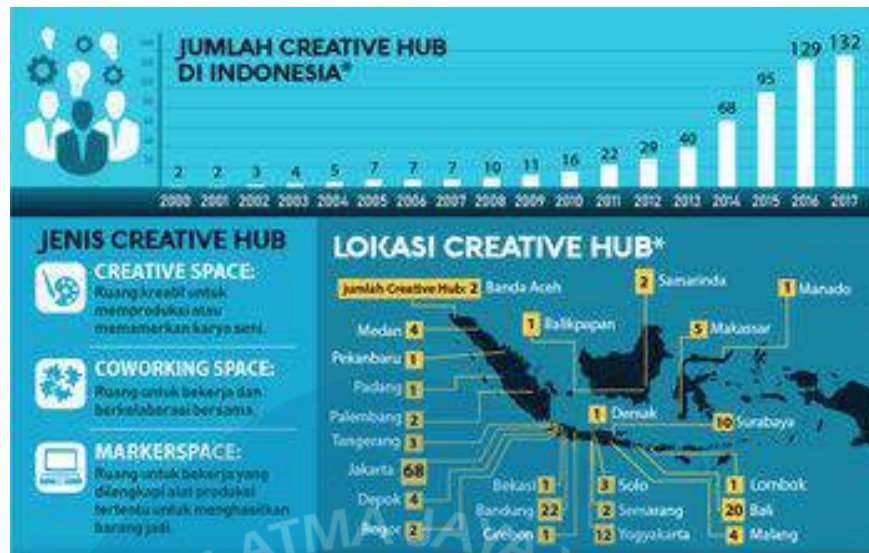 JUMLAH CREATIVE HUB
DI INDONESIA*
2 2 3 4 5 7 7 7 10 11 16 22 29 40 68 95 129 132
2000 2001 2002 2003 2004 2005 2006 2007 2008 2009 2010 2011 2012 2013 2014 2015 2016 2017
JENIS CREATIVE HUB
CREATIVE SPACE:
Ruang kreatif untuk
memproduksi atau
memamerkan karya seni.
COWORKING SPACE:
Ruang untuk bekerja dan
berkolaborasi bersama.
MARKERSPACE:
Ruang untuk bekerja yang
dilengkapi alat produksi
tertentu untuk menghasilkan
barang jadi.
LOKASI CREATIVE HUB*
Jumlah Creative Hub: 2 Banda Aceh
Medan 4
Pekanbaru 1
Padang 1
Palembang 2
Tangerang 3
Jakarta 68
Depok 4
Bogor 2
1 Balikpapan
2 Samarinda
1 Manado
5 Makassar
1 Demak
10 Surabaya
Bekasi 1
Bandung 22
Cirebon 1
3 Solo
2 Semarang
12 Yogyakarta
1 Lombok
20 Bali
4 Malang
ATMA JAYA